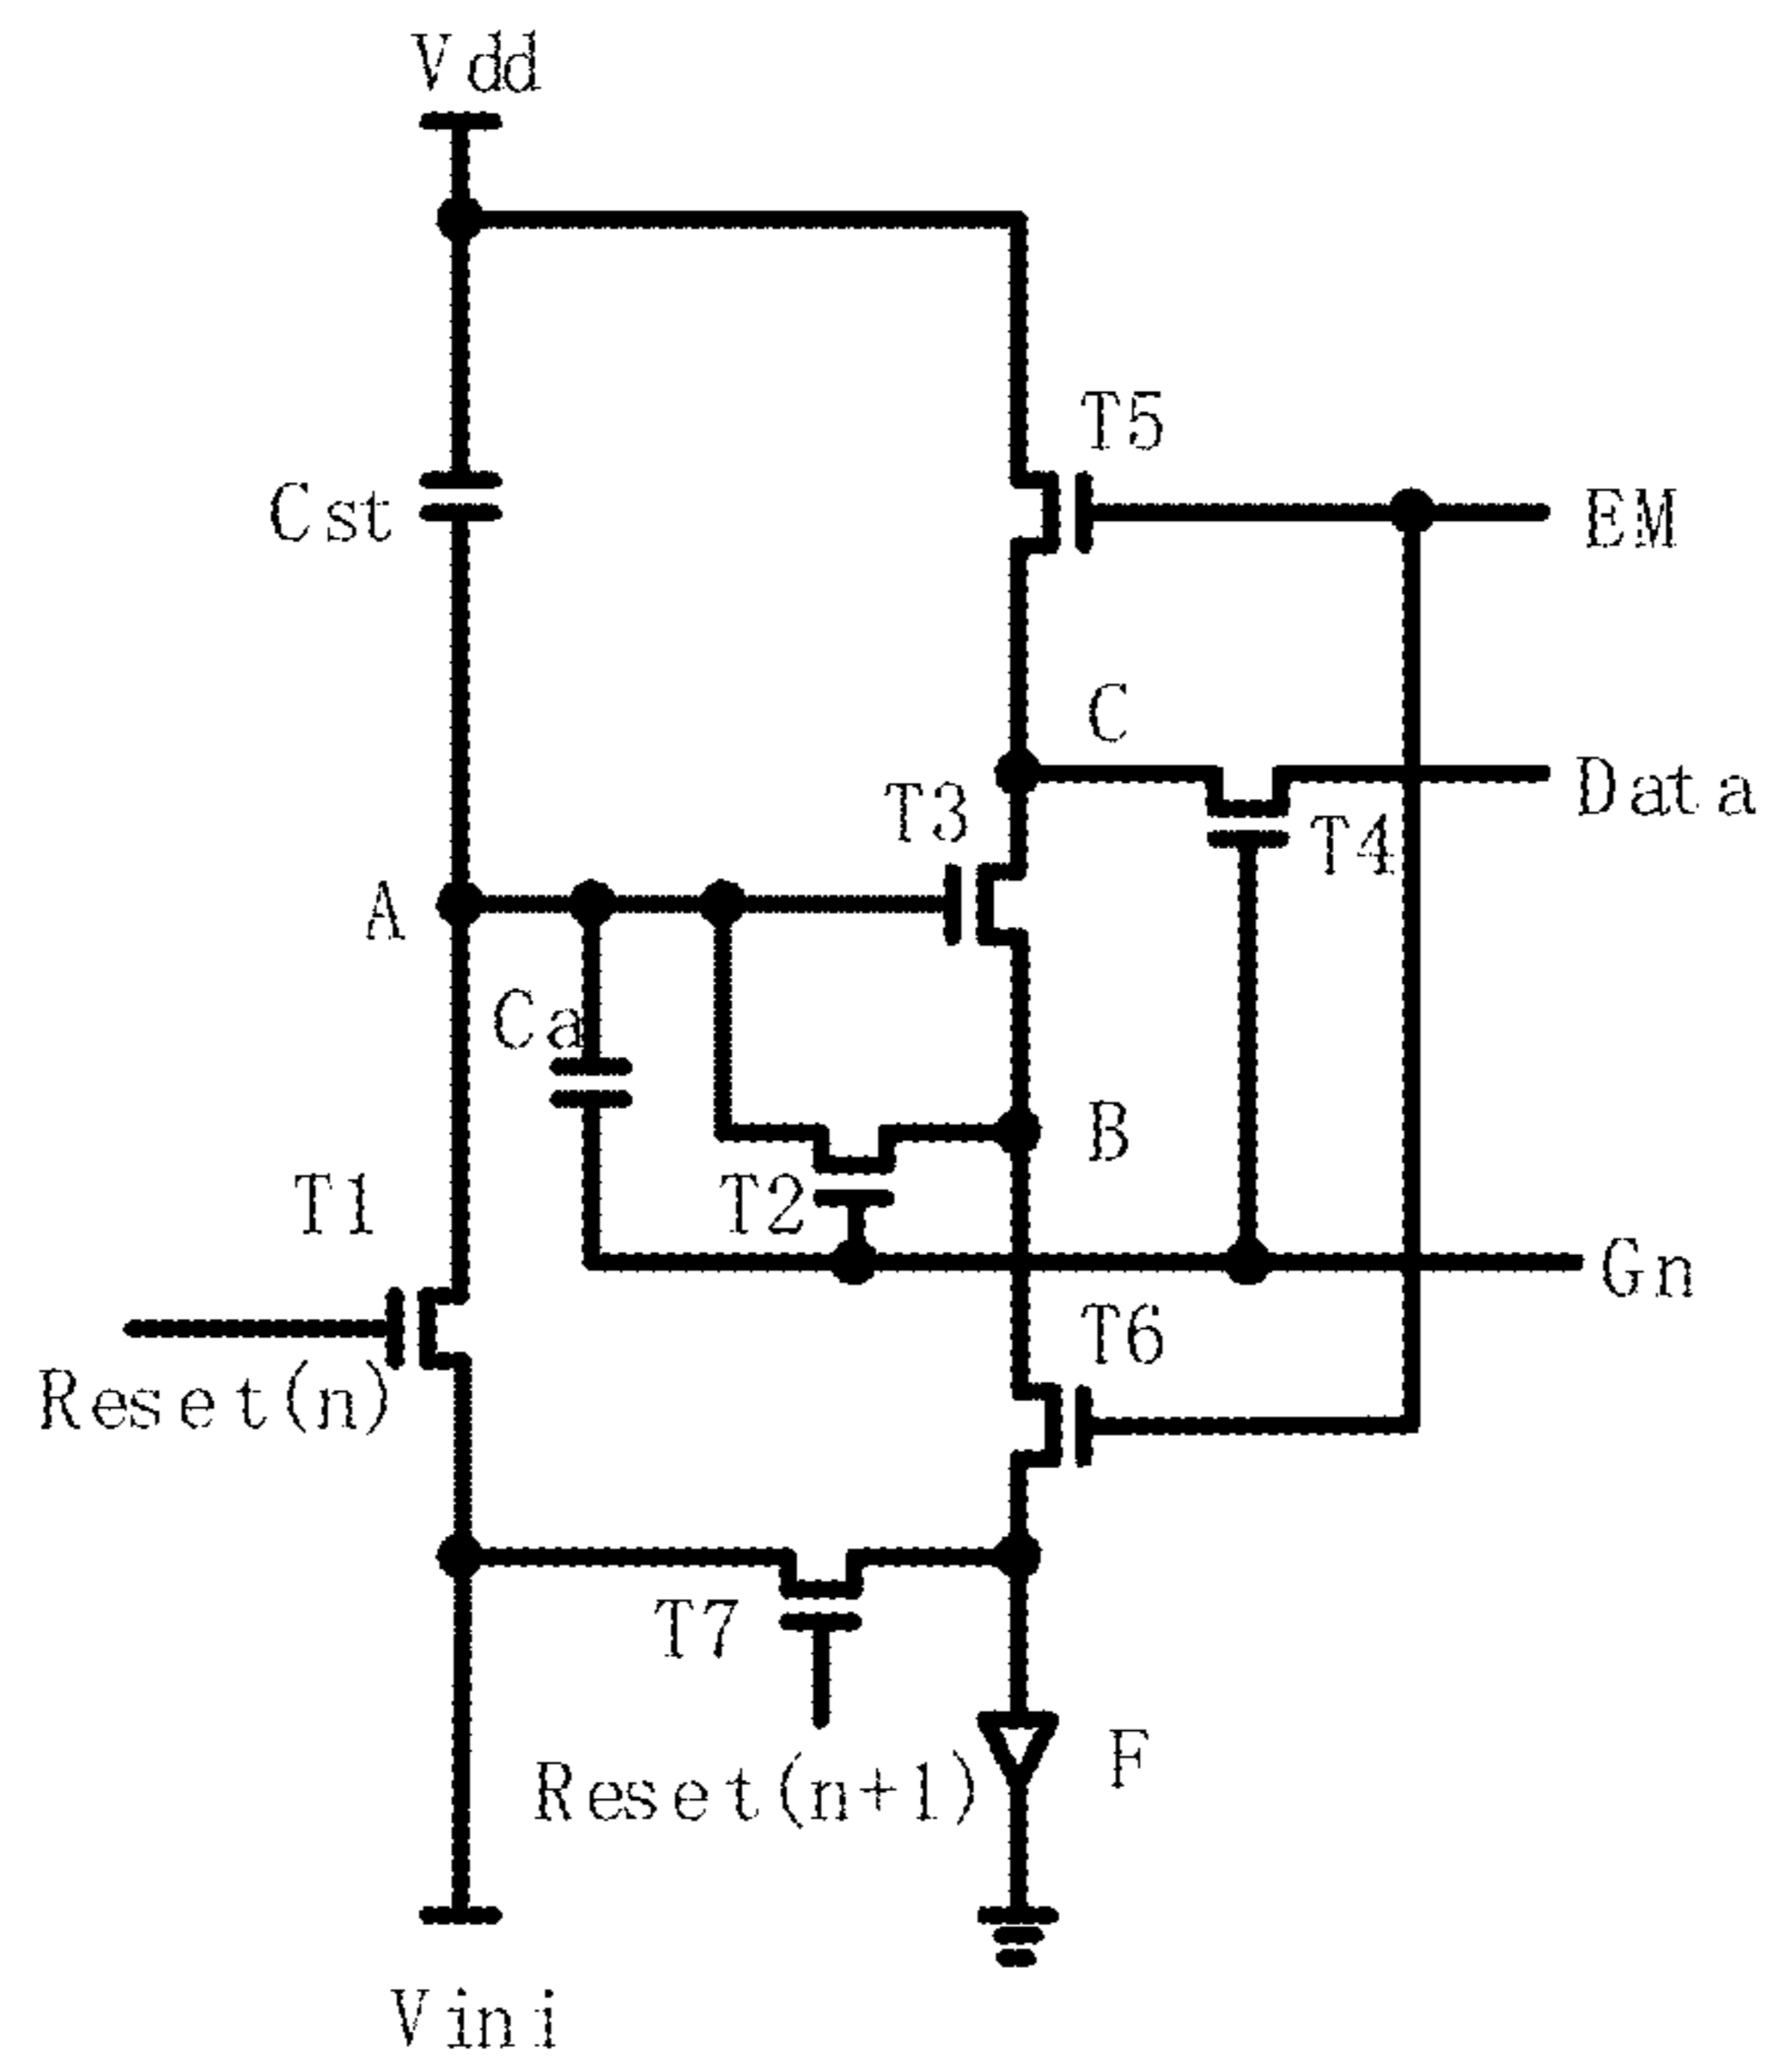 Vdd
T5
Cst
EM
C
T3
Data
T4
A
Ca
B
T1
T2
Gn
T6
Reset(n)
T7
F
Reset(n+1)
Vini